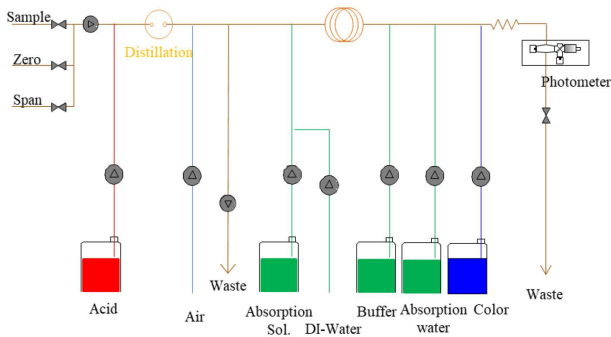 Sample
Zero
Span
Distillation
Photometer
Acid
Air
Waste
Absorption
Sol.
DI-Water
Buffer
Absorption
water
Color
Waste